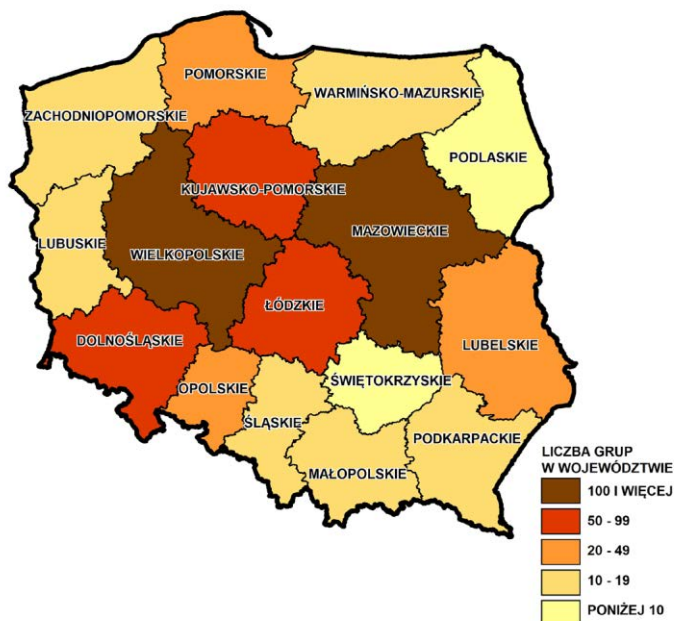 POMORSKIE
WARMIŃSKO-MAZURSKIE
ZACHODNIOPOMORSKIE
PODLASKIE
KUJAWSKO-POMORSKIE
MAZOWIECKIE
LUBUSKIE
WIELKOPOLSKIE
ŁÓDZKIE
DOLNOŚLĄSKIE
LUBELSKIE
OPOLSKIE
ŚWIĘTOKRZYSKIE
ŚLĄSKIE
PODKARPACKIE
MAŁOPOLSKIE
LICZBA GRUP
W WOJEWÓDZTWIE
100 I WIĘCEJ
50 - 99
20 - 49
10 - 19
PONIŻEJ 10